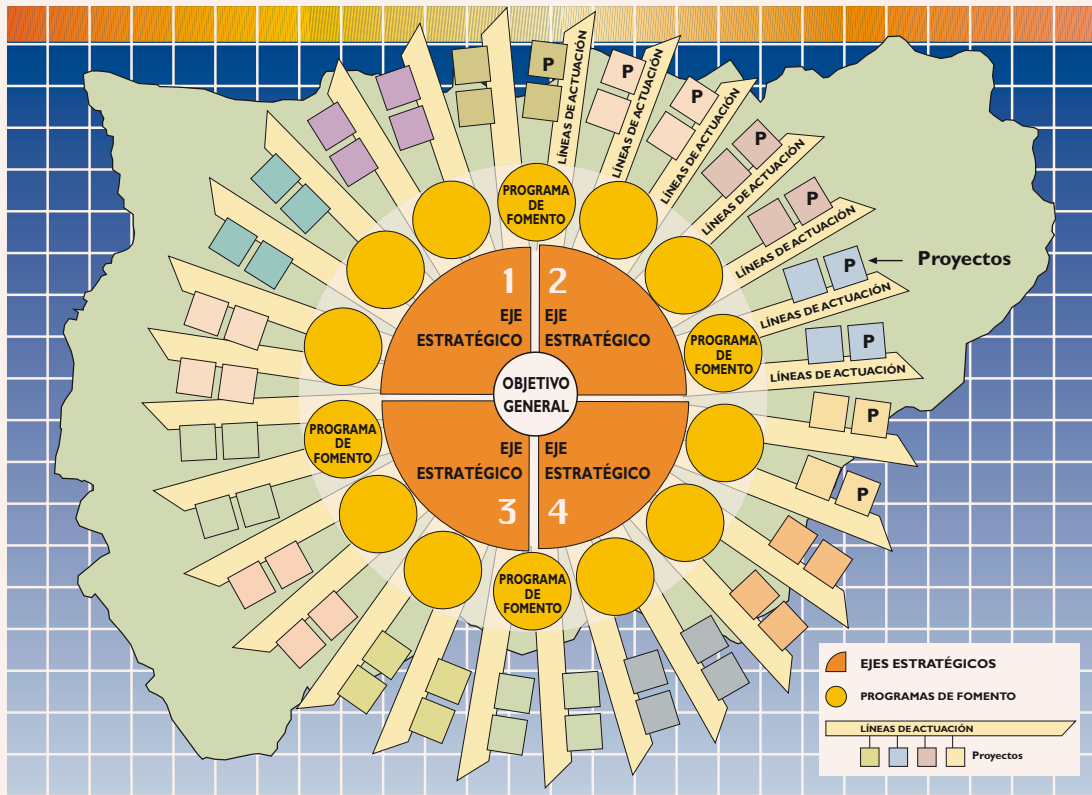 P
P
P
P
P
P
P
P
P
LÍNEAS DE ACTUACIÓN
LÍNEAS DE ACTUACIÓN
LÍNEAS DE ACTUACIÓN
LÍNEAS DE ACTUACIÓN
LÍNEAS DE ACTUACIÓN
LÍNEAS DE ACTUACIÓN
LÍNEAS DE ACTUACIÓN
Proyectos
PROGRAMA
DE
FOMENTO
PROGRAMA
DE
FOMENTO
1
EJE
ESTRATÉGICO
2
EJE
ESTRATÉGICO
OBJETIVO
GENERAL
EJE
ESTRATÉGICO
3
EJE
ESTRATÉGICO
4
PROGRAMA
DE
FOMENTO
PROGRAMA
DE
FOMENTO
EJES ESTRATÉGICOS
PROGRAMAS DE FOMENTO
LÍNEAS DE ACTUACIÓN
Proyectos